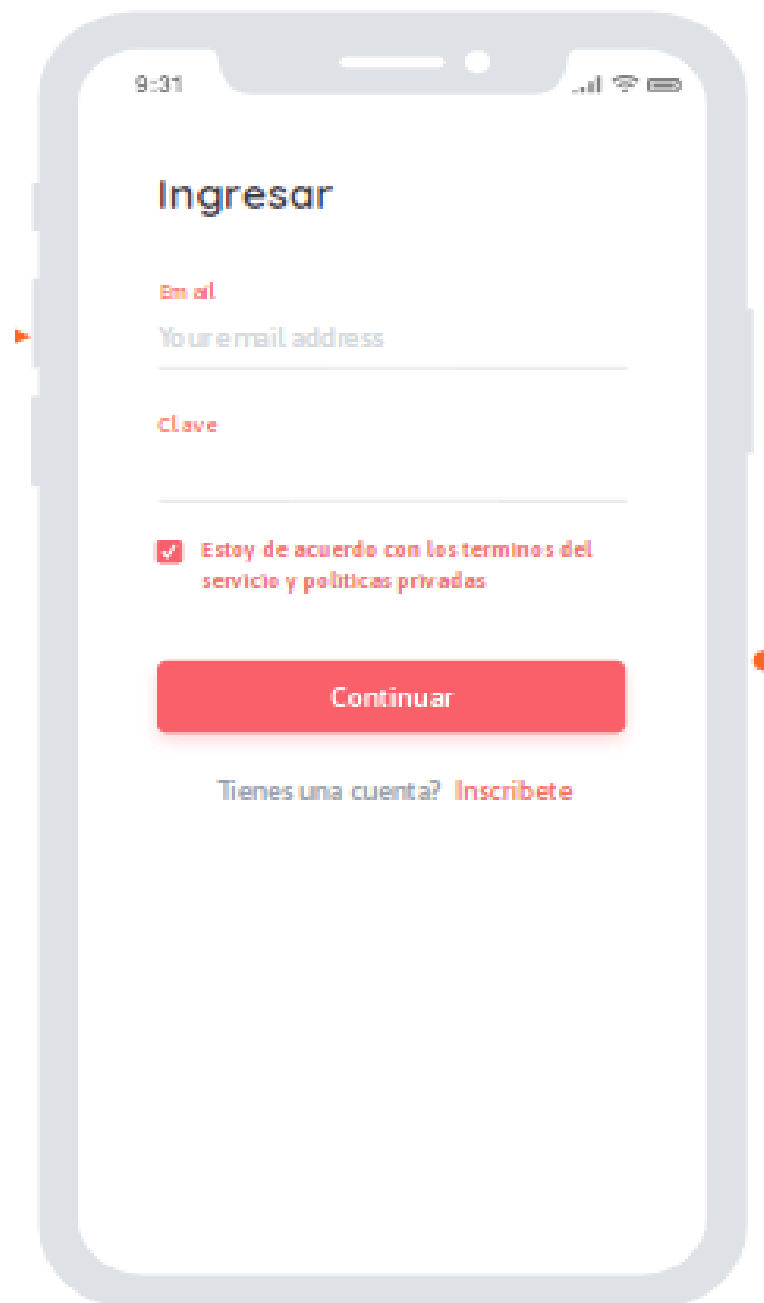 9:31
Ingresar
Email
Your email address
Clave
Estoy de acuerdo con los terminos del
servicio y politicas privadas
Continuar
Tienes una cuenta? Inscribete